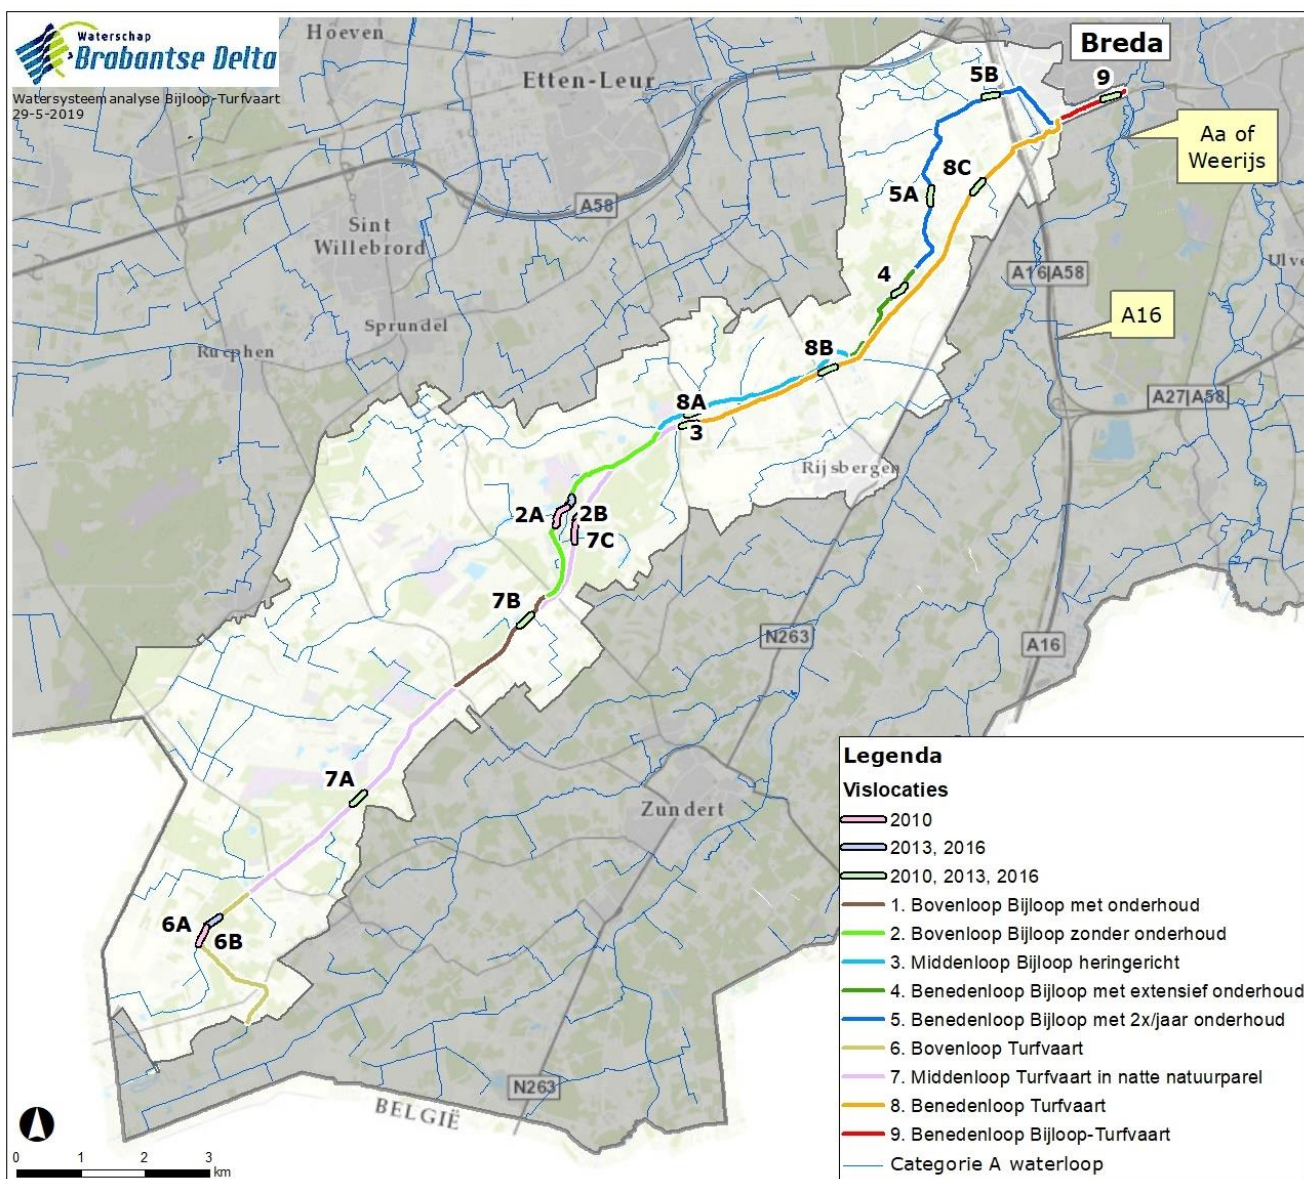 Waterschap
Brabantse Delta
Watersysteemanalyse Bijloop-Turfvaart
29-5-2019
Hoeven
Etten-Leur
Breda
5B
9
Aa of
Weerijs
8C
5A
A58
Sint
Willebrord
4
A16|A58
Ulve
Sprundel
A16
Rucphen
8B
A27|A58
8A
3
Rijsbergen
2A
2B
7C
7B
N263
A16
7A
Zundert
6A
6B
N263
BELGIË
0 1 2 3
km
Legenda
Vislocaties
2010
2013, 2016
2010, 2013, 2016
1. Bovenloop Bijloop met onderhoud
2. Bovenloop Bijloop zonder onderhoud
3. Middenloop Bijloop heringericht
4. Benedenloop Bijloop met extensief onderhoud
5. Benedenloop Bijloop met 2x/jaar onderhoud
6. Bovenloop Turfvaart
7. Middenloop Turfvaart in natte natuurparel
8. Benedenloop Turfvaart
9. Benedenloop Bijloop-Turfvaart
Categorie A waterloop